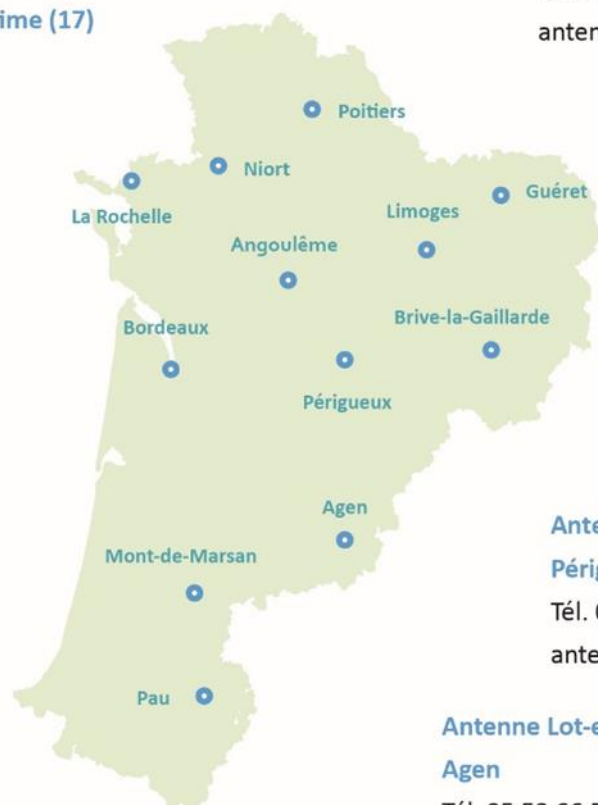 ime (17)
anten
Poitiers
Niort
Guéret
La Rochelle
Limoges
Angoulême
Brive-la-Gaillarde
Bordeaux
Périgueux
Agen
Ante
Mont-de-Marsan
Périg
Tél. 0
ante
Pau
Antenne Lot-e
Agen